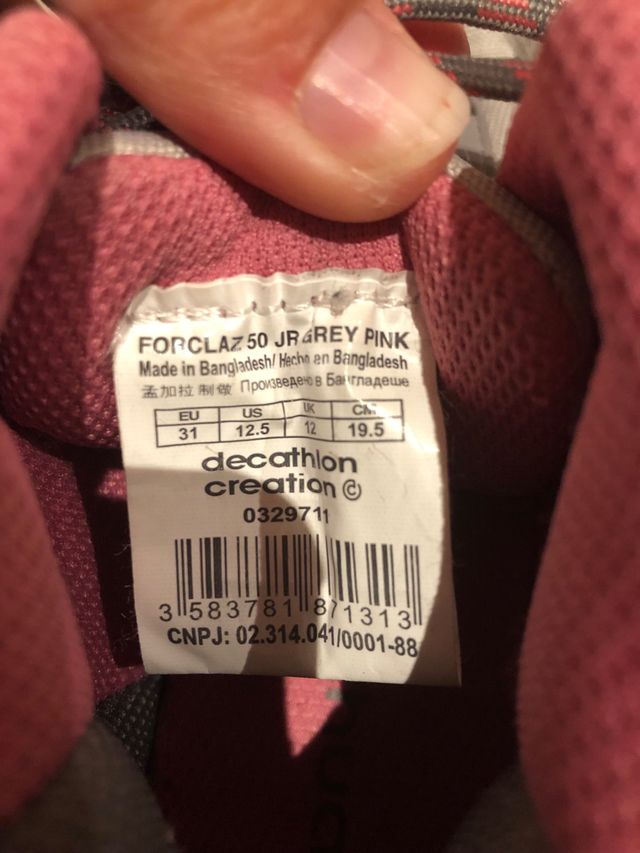 FORCLAZ 50 JR GREY PINK
Made in Bangladesh/ Hecho en Bangladesh
孟加拉 制做 Произведено в Бангладеше
EU US UK CM
31 12.5 12 19.5
decathlon
creation ©
0329711
3 583781 871313
CNPJ: 02.314.041/0001-88